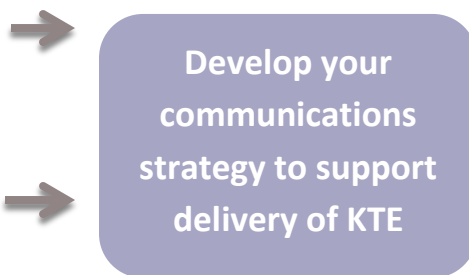 Develop your
communications
strategy to support
delivery of KTE